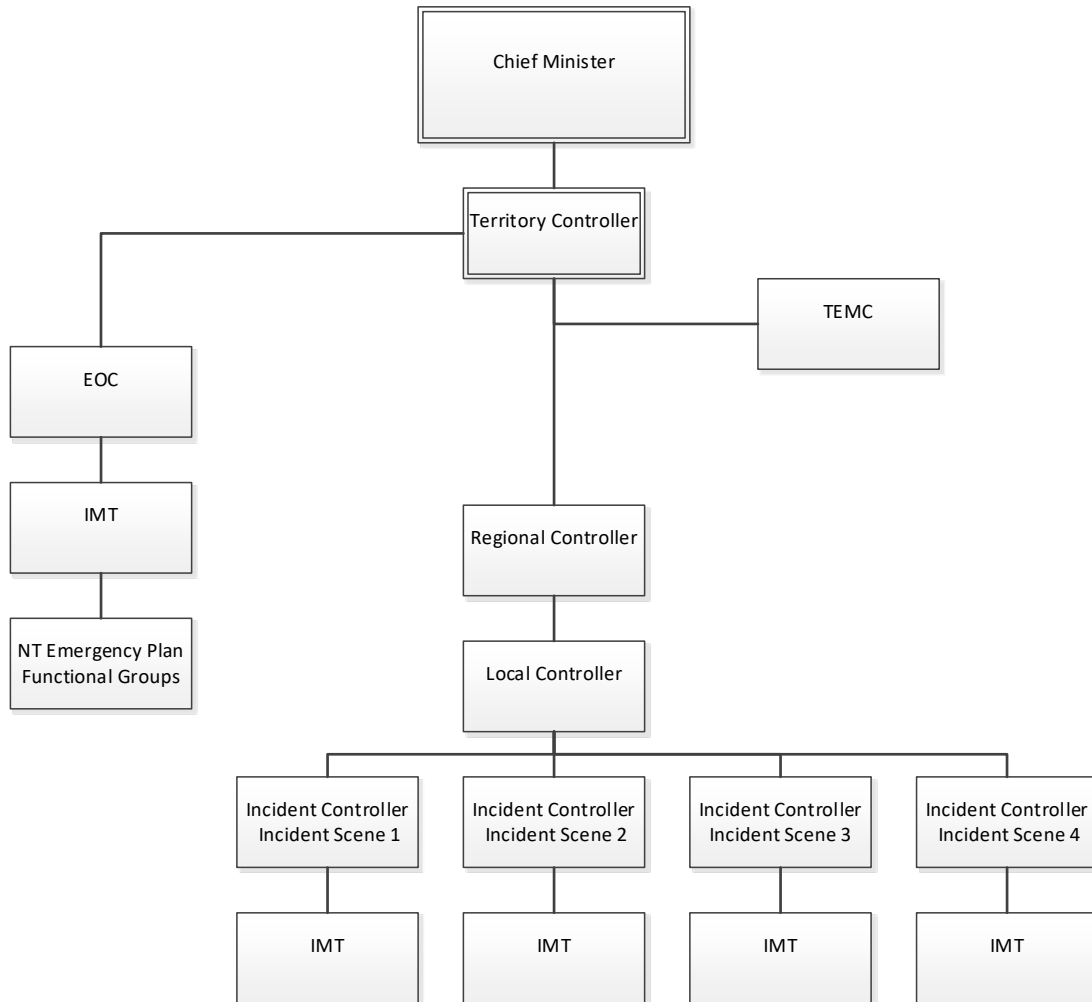 Chief Minister
Territory Controller
TEMC
EOC
IMT
Regional Controller
NT Emergency Plan
Functional Groups
Local Controller
Incident Controller
Incident Scene 1
Incident Controller
Incident Scene 2
Incident Controller
Incident Scene 3
Incident Controller
Incident Scene 4
IMT
IMT
IMT
IMT